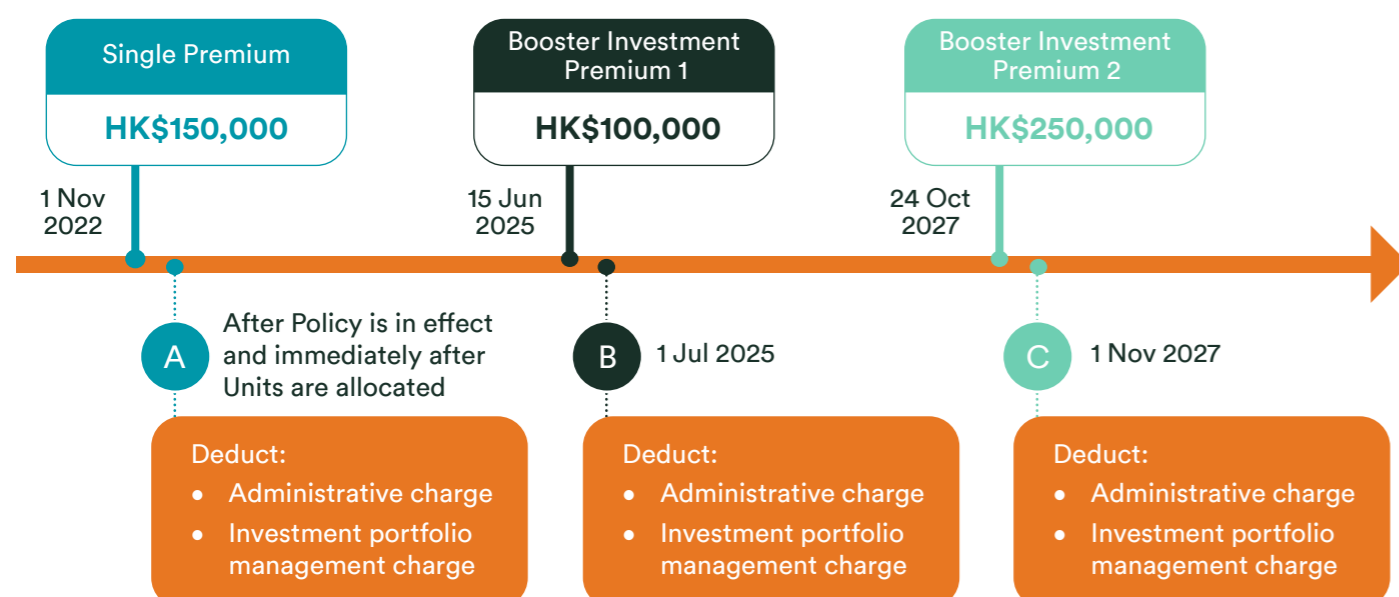 Single Premium
HK$150,000
1 Nov
2022
Booster Investment
Premium 1
HK$100,000
15 Jun
2025
Booster Investment
Premium 2
HK$250,000
24 Oct
2027
A
After Policy is in effect
and immediately after
Units are allocated
Deduct:
• Administrative charge
• Investment portfolio
management charge
B
1 Jul 2025
Deduct:
• Administrative charge
• Investment portfolio
management charge
C
1 Nov 2027
Deduct:
• Administrative charge
• Investment portfolio
management charge